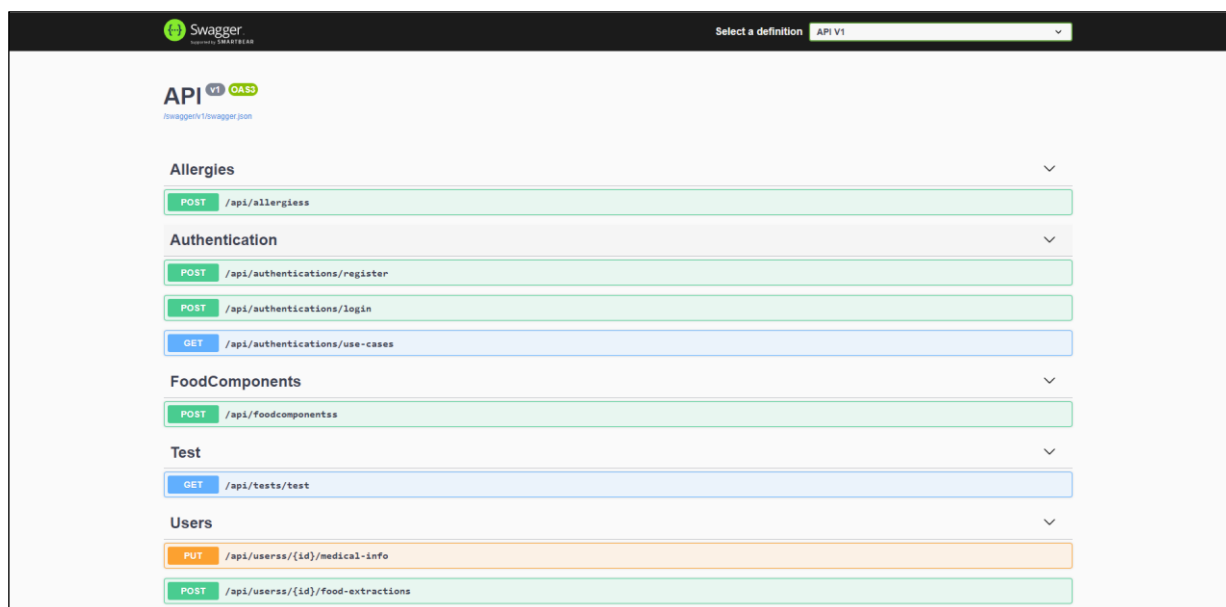 Swagger.
Supported by SMARTBEAR
Select a definition
API V1
API v1 OAS3
/swagger/v1/swagger.json
Allergies
POST /api/allergiess
Authentication
POST /api/authentications/register
POST /api/authentications/login
GET /api/authentications/use-cases
FoodComponents
POST /api/foodcomponentss
Test
GET /api/tests/test
Users
PUT /api/userss/{id}/medical-info
POST /api/userss/{id}/food-extractions